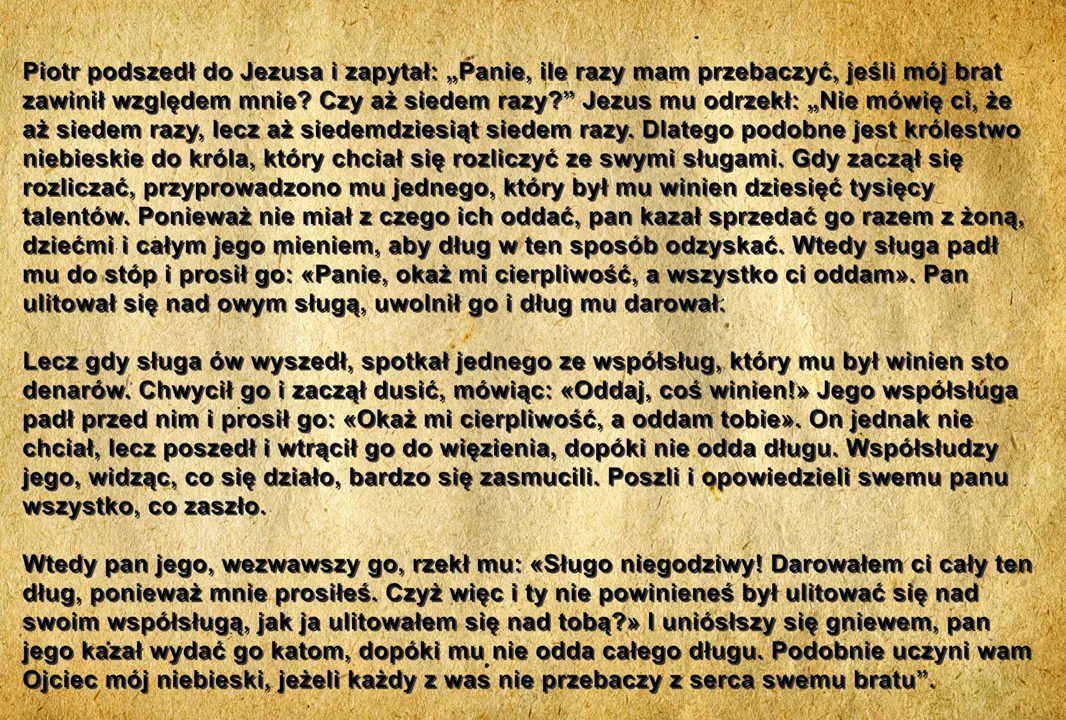 Piotr podszedł do Jezusa i zapytał: „Panie, ile razy mam przebaczyć, jeśli mój brat
zawinił względem mnie? Czy aż siedem razy?” Jezus mu odrzekł: „Nie mówię ci, że
aż siedem razy, lecz aż siedemdziesiąt siedem razy. Dlatego podobne jest królestwo
niebieskie do króla, który chciał się rozliczyć ze swymi sługami. Gdy zaczął się
rozliczać, przyprowadzono mu jednego, który był mu winien dziesięć tysięcy
talentów. Ponieważ nie miał z czego ich oddać, pan kazał sprzedać go razem z żoną,
dziećmi i całym jego mieniem, aby dług w ten sposób odzyskać. Wtedy sługa padł
mu do stóp i prosił go: «Panie, okaż mi cierpliwość, a wszystko ci oddam». Pan
ulitował się nad owym sługą, uwolnił go i dług mu darował.
Lecz gdy sługa ów wyszedł, spotkał jednego ze współsług, który mu był winien sto
denarów. Chwycił go i zaczął dusić, mówiąc: «Oddaj, coś winien!» Jego współsługa
padł przed nim i prosił go: «Okaż mi cierpliwość, a oddam tobie». On jednak nie
chciał, lecz poszedł i wtrącił go do więzienia, dopóki nie odda długu. Współsłudzy
jego, widząc, co się działo, bardzo się zasmucili. Poszli i opowiedzieli swemu panu
wszystko, co zaszło.
Wtedy pan jego, wezwawszy go, rzekł mu: «Sługo niegodziwy! Darowałem ci cały ten
dług, ponieważ mnie prosiłeś. Czyż więc i ty nie powinieneś był ulitować się nad
swoim współsługą, jak ja ulitowałem się nad tobą?» I uniósłszy się gniewem, pan
jego kazał wydać go katom, dopóki mu nie odda całego długu. Podobnie uczyni wam
Ojciec mój niebieski, jeżeli każdy z was nie przebaczy z serca swemu bratu”.